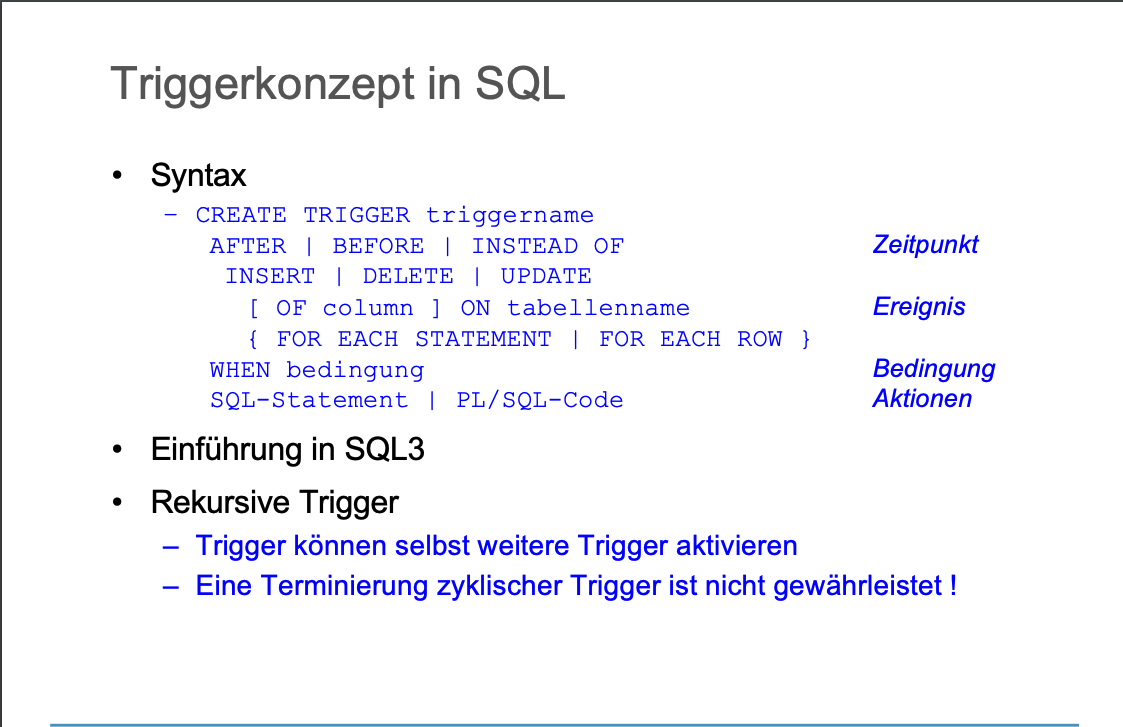 Triggerkonzept in SQL
• Syntax
– CREATE TRIGGER triggername
AFTER | BEFORE | INSTEAD OF Zeitpunkt
INSERT | DELETE | UPDATE
[ OF column ] ON tabellenname Ereignis
{ FOR EACH STATEMENT | FOR EACH ROW }
WHEN bedingung Bedingung
SQL-Statement | PL/SQL-Code Aktionen
• Einführung in SQL3
• Rekursive Trigger
– Trigger können selbst weitere Trigger aktivieren
– Eine Terminierung zyklischer Trigger ist nicht gewährleistet !